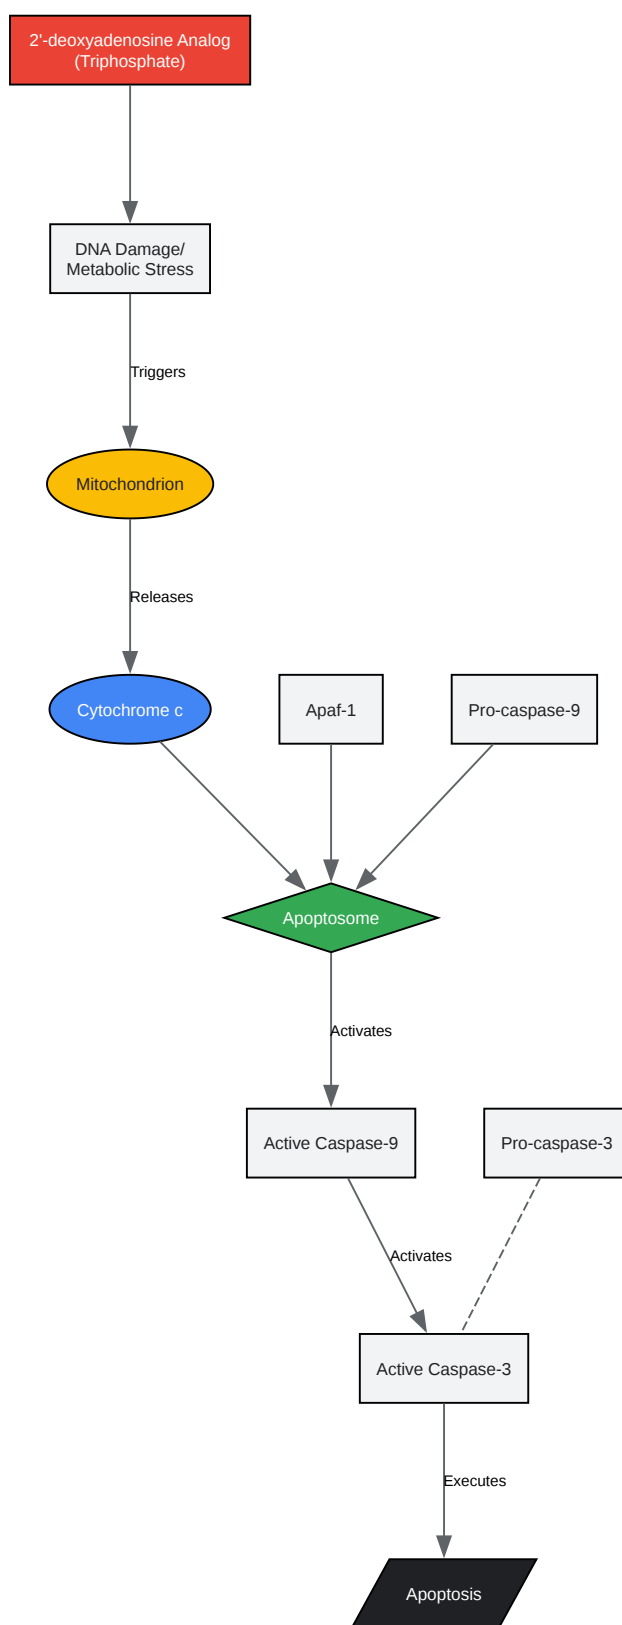 2'-deoxyadenosine Analog
(Triphosphate)
DNA Damage/
Metabolic Stress
Triggers
Mitochondrion
Releases
Cytochrome c
Apaf-1
Pro-caspase-9
Apoptosome
Activates
Active Caspase-9
Pro-caspase-3
Activates
Active Caspase-3
Executes
Apoptosis